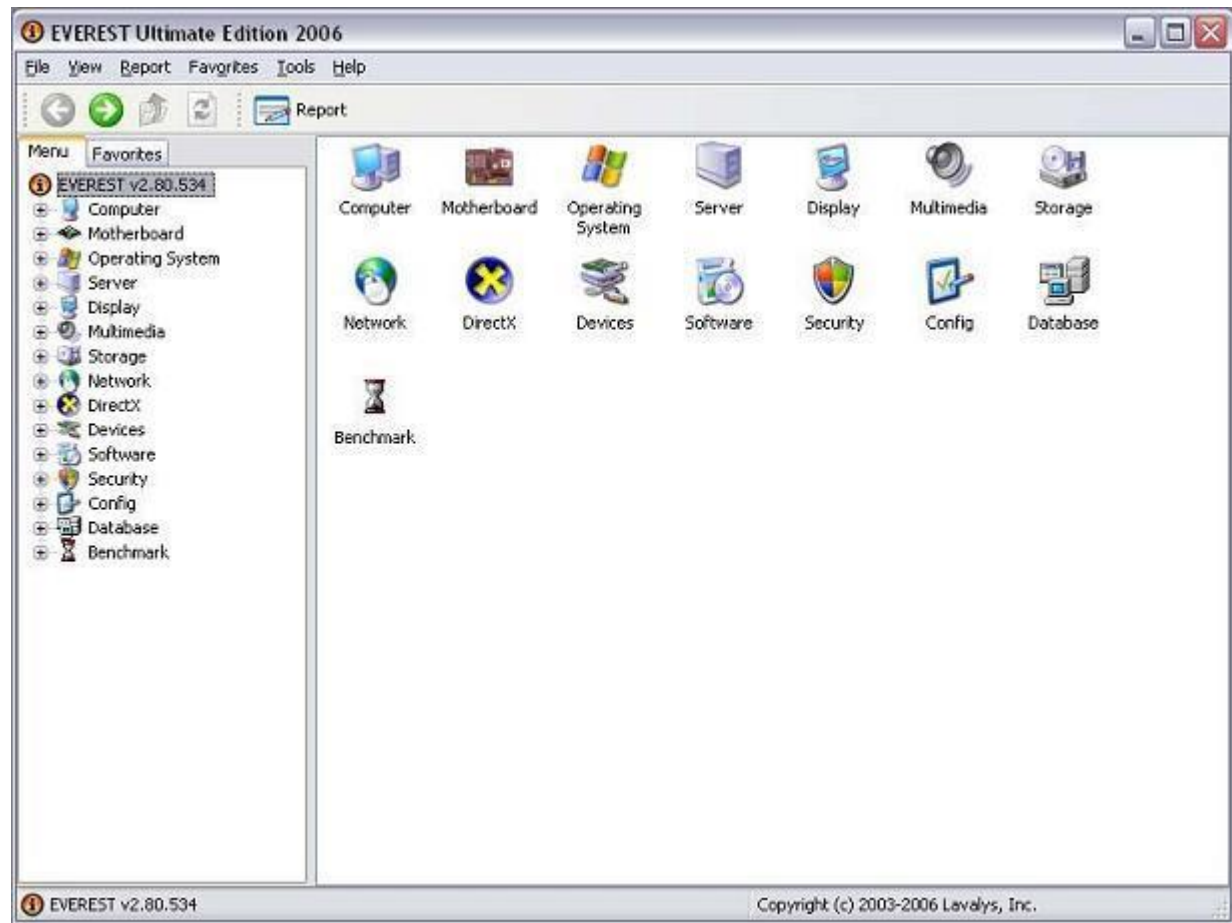 EVEREST Ultimate Edition 2006
File View Report Favorites Tools Help
Report
Menu Favorites
EVEREST v2.80.534
Computer
Motherboard
Operating System
Server
Display
Multimedia
Storage
Network
DirectX
Devices
Software
Security
Config
Database
Benchmark
Computer Motherboard Operating System Server Display Multimedia Storage
Network DirectX Devices Software Security Config Database
Benchmark
EVEREST v2.80.534 Copyright (c) 2003-2006 Lavalys, Inc.